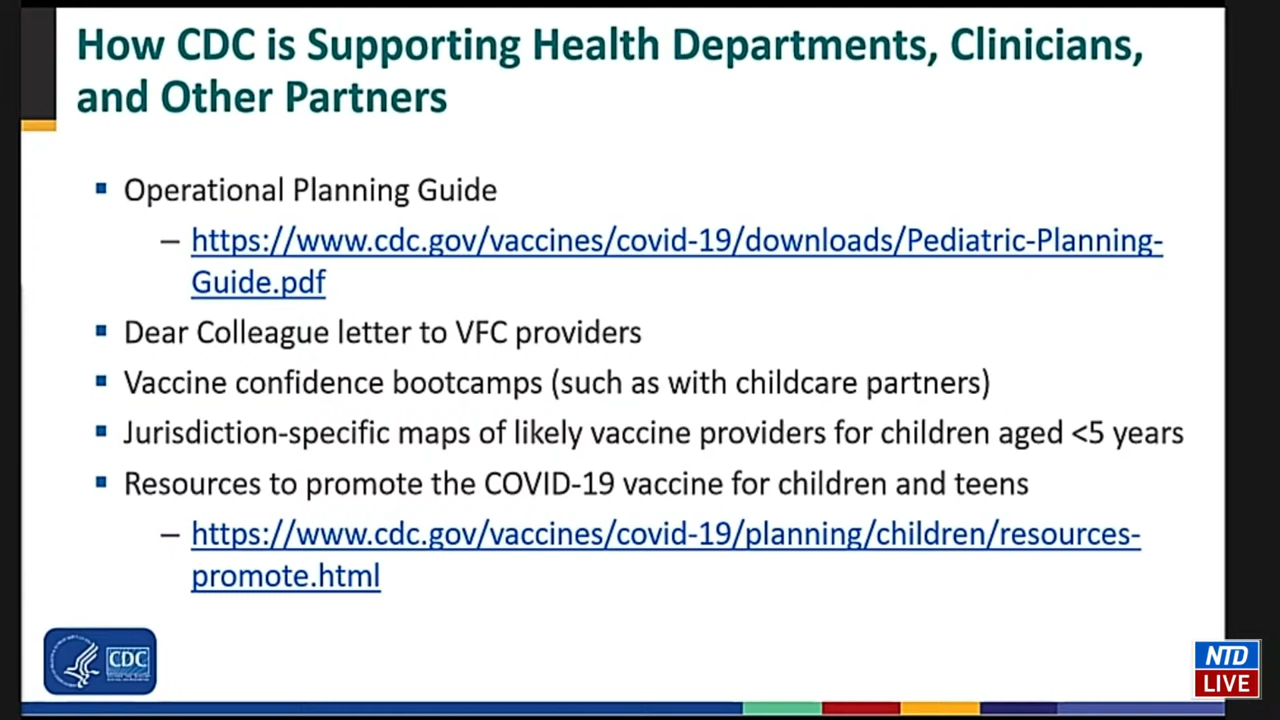 How CDC is Supporting Health Departments, Clinicians,
and Other Partners
Operational Planning Guide
– https://www.cdc.gov/vaccines/covid-19/downloads/Pediatric-Planning-
Guide.pdf
Dear Colleague letter to VFC providers
Vaccine confidence bootcamps (such as with childcare partners)
Jurisdiction-specific maps of likely vaccine providers for children aged <5 years
Resources to promote the COVID-19 vaccine for children and teens
– https://www.cdc.gov/vaccines/covid-19/planning/children/resources-
promote.html
CDC
NTD
LIVE